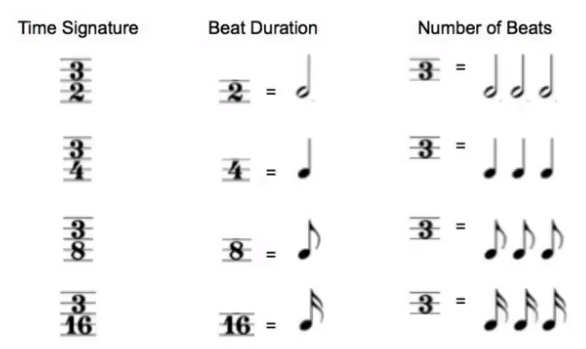 Time Signature Beat Duration Number of Beats
3
2 2 = 3 =
3
4 4 = 3 =
3
8 8 = 3 =
3
16 16 = 3 =